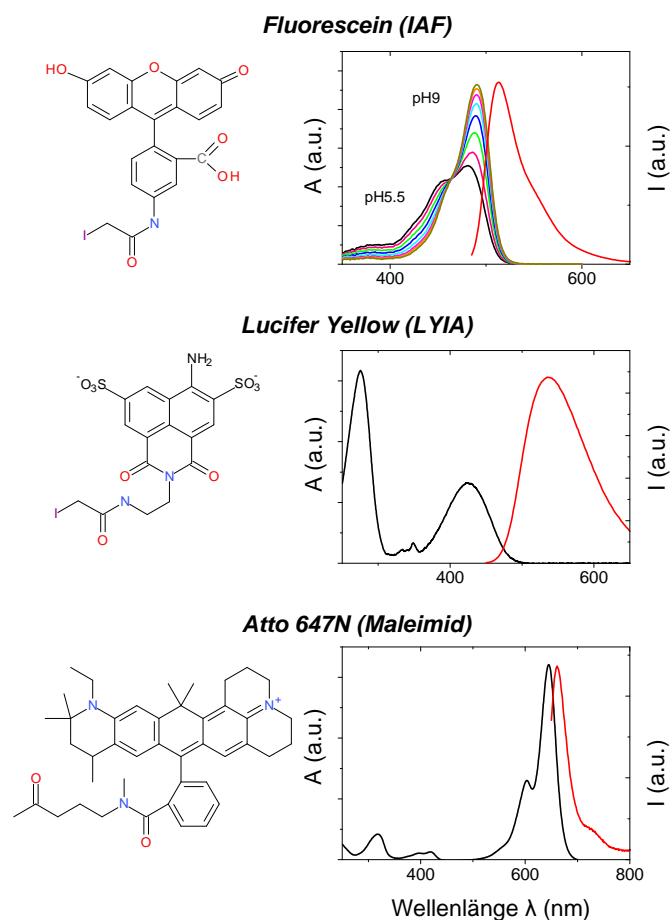 Fluorescein (IAF)
HO
O
O
C
O
OH
I
N
O
pH9
pH5.5
A (a.u.)
I (a.u.)
400
600
Lucifer Yellow (LYIA)
NH2
-O3S
SO3-
O
N
O
I
N
O
A (a.u.)
I (a.u.)
400
600
Atto 647N (Maleimid)
N
N+
O
N
O
A (a.u.)
I (a.u.)
400
600
800
Wellenlänge λ (nm)